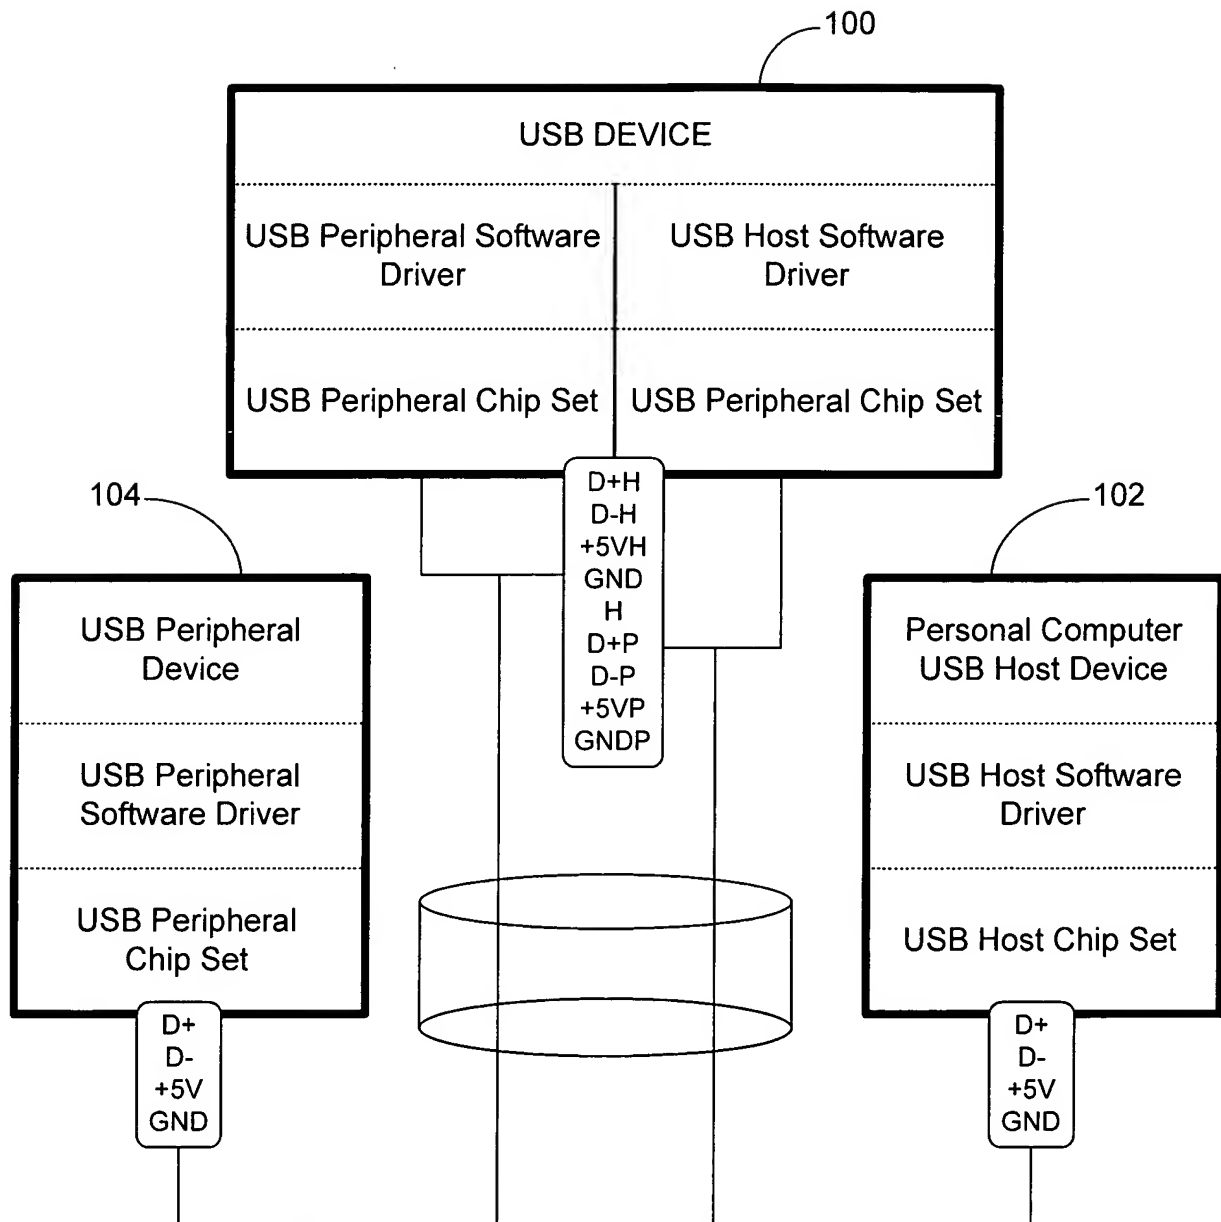 100
USB DEVICE
USB Peripheral Software
Driver
USB Host Software
Driver
USB Peripheral Chip Set
USB Peripheral Chip Set
D+H
D-H
+5VH
GND
H
D+P
D-P
+5VP
GNDP
104
USB Peripheral
Device
USB Peripheral
Software Driver
USB Peripheral
Chip Set
D+
D-
+5V
GND
102
Personal Computer
USB Host Device
USB Host Software
Driver
USB Host Chip Set
D+
D-
+5V
GND